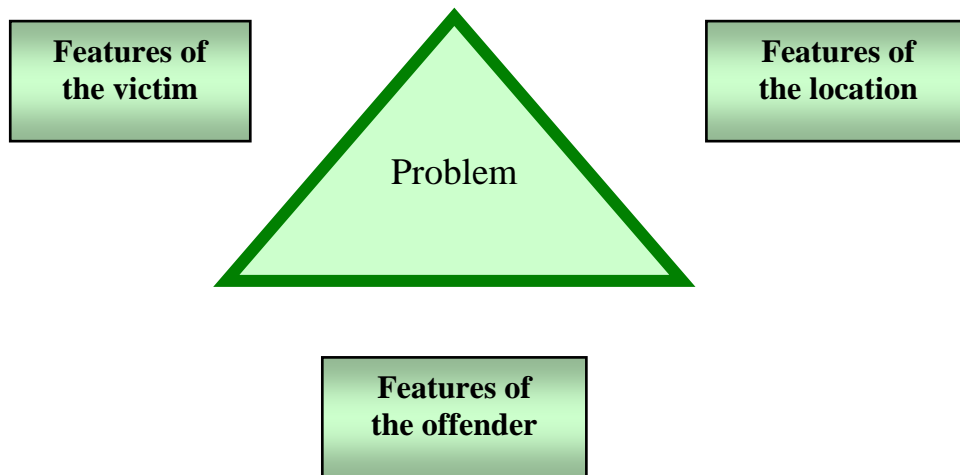 Features of
the victim
Features of
the location
Problem
Features of
the offender